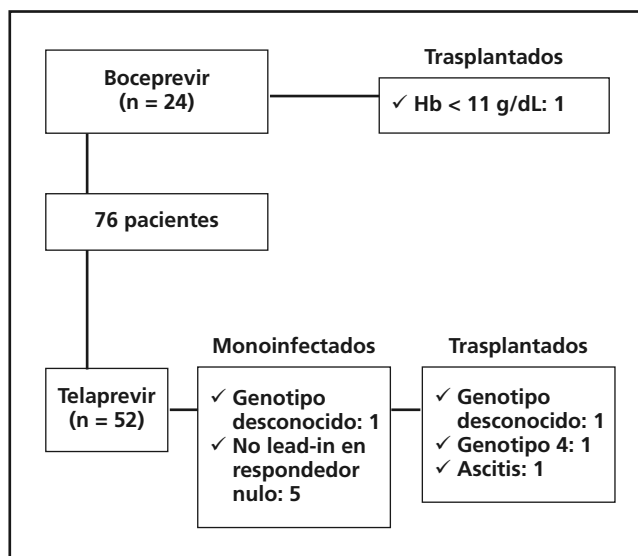 Boceprevir
(n = 24)
Trasplantados
✓ Hb < 11 g/dL: 1
76 pacientes
Telaprevir
(n = 52)
Monoinfectados
✓ Genotipo
desconocido: 1
✓ No lead-in en
respondedor
nulo: 5
Trasplantados
✓ Genotipo
desconocido: 1
✓ Genotipo 4: 1
✓ Ascitis: 1